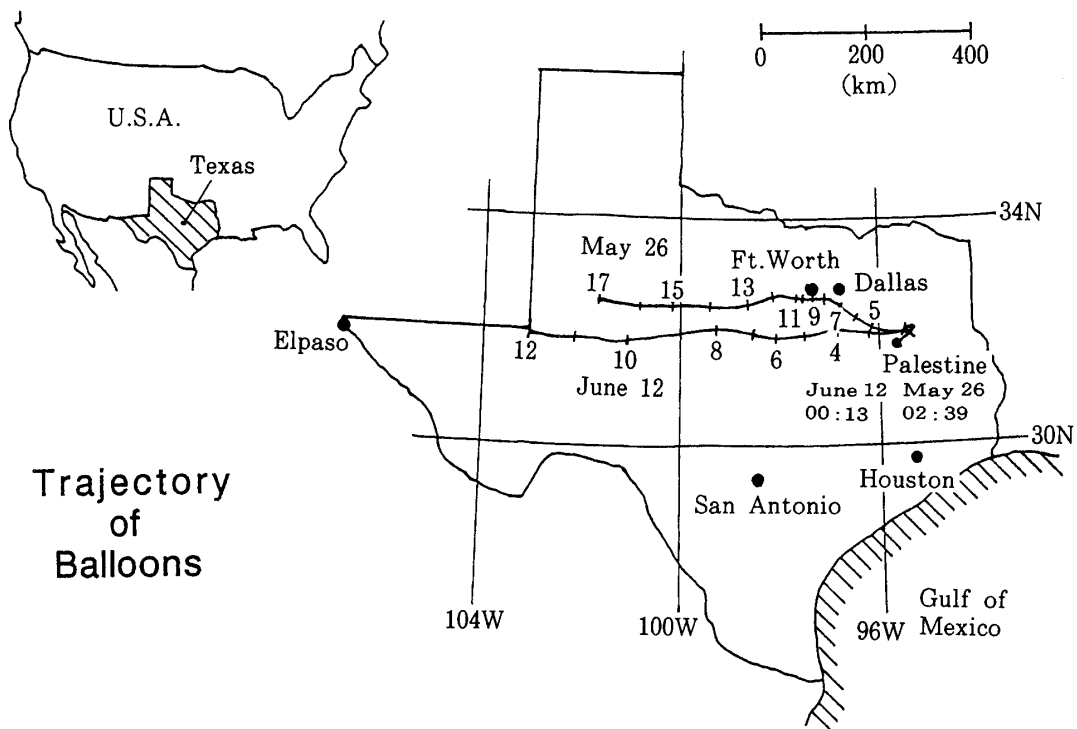 U.S.A.
Texas
0 200 400
(km)
34N
May 26
Ft.Worth
Dallas
17 15 13 11 9 7 5
Elpaso
12 10 8 6 4
June 12
Palestine
June 12 May 26
00:13 02:39
30N
Houston
San Antonio
Trajectory
of
Balloons
104W
100W
96W
Gulf of
Mexico